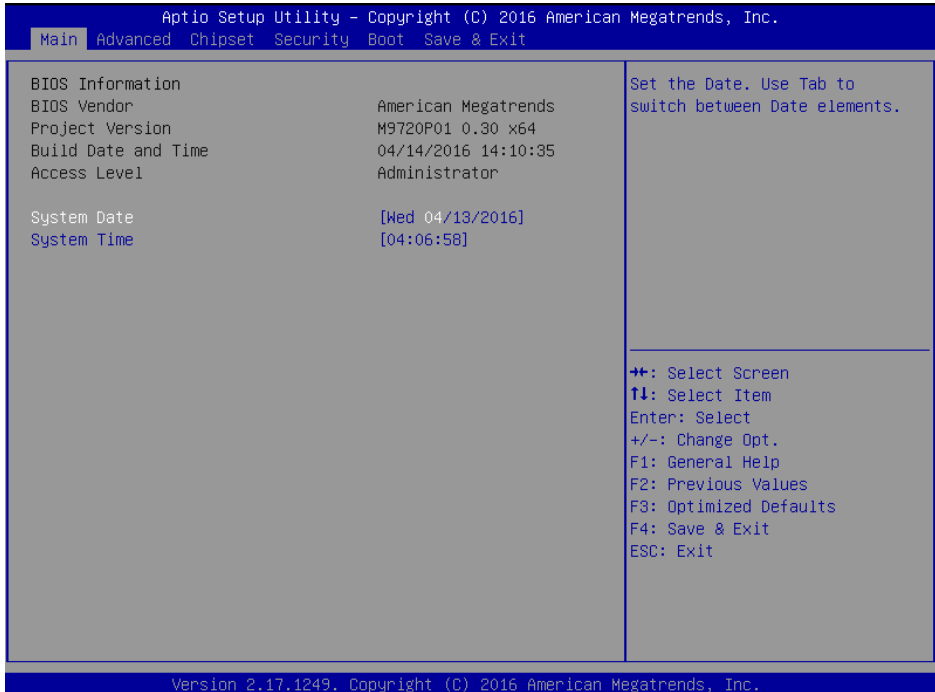 Aptio Setup Utility – Copyright (C) 2016 American Megatrends, Inc.
Main Advanced Chipset Security Boot Save & Exit
BIOS Information
BIOS Vendor American Megatrends
Project Version M9720P01 0.30 x64
Build Date and Time 04/14/2016 14:10:35
Access Level Administrator
System Date [Wed 04/13/2016]
System Time [04:06:58]
Set the Date. Use Tab to
switch between Date elements.
→←: Select Screen
↑↓: Select Item
Enter: Select
+/-: Change Opt.
F1: General Help
F2: Previous Values
F3: Optimized Defaults
F4: Save & Exit
ESC: Exit
Version 2.17.1249. Copyright (C) 2016 American Megatrends, Inc.